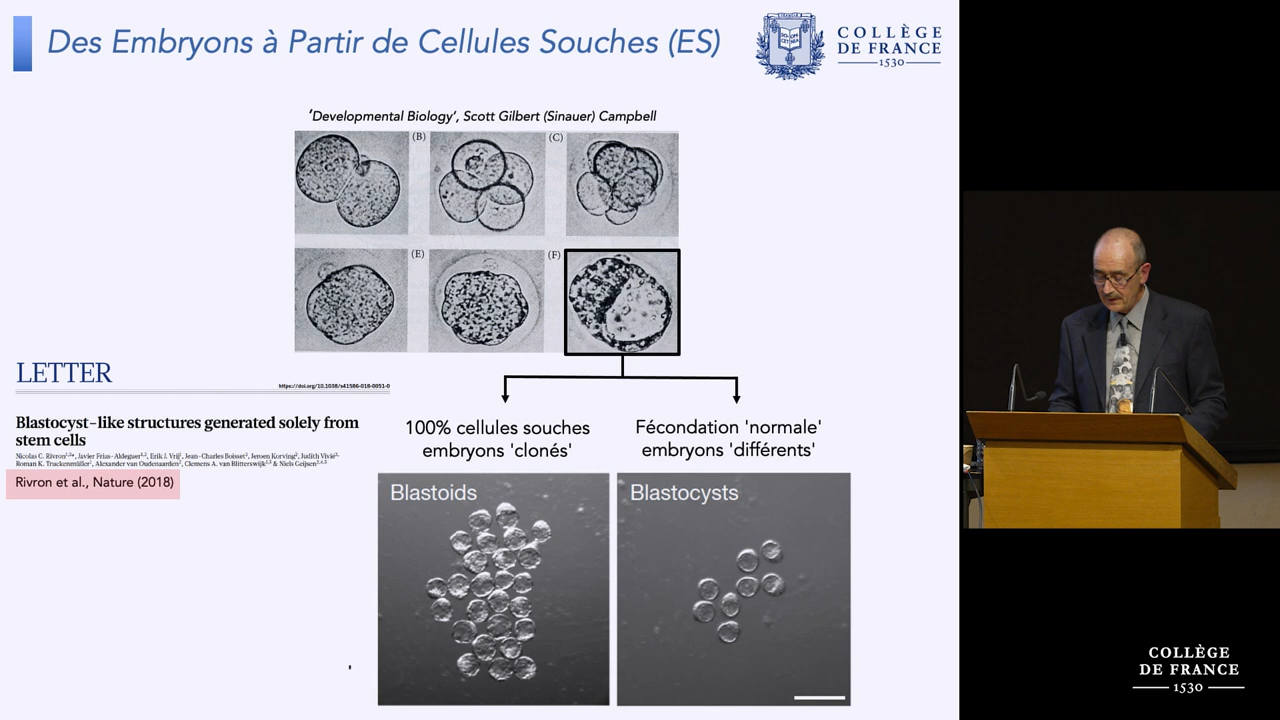 Des Embryons à Partir de Cellules Souches (ES)
COLLÈGE
DE FRANCE
1530
‘Developmental Biology’, Scott Gilbert (Sinauer) Campbell
(B)
(C)
(E)
(F)
LETTER
https://doi.org/10.1038/s41586-018-0051-0
Blastocyst-like structures generated solely from
stem cells
Nicolas C. Rivron, Javier Frias-Aldeguer, Erik J. Vrij, Jean-Charles Boisset, Jeroen Korving, Judith Vivié,
Roman K. Truckenmüller, Alexander van Oudenaarden, Clemens A. van Blitterswijk & Niels Geijsen
Rivron et al., Nature (2018)
100% cellules souches
embryons 'clonés'
Fécondation 'normale'
embryons 'différents'
Blastoids
Blastocysts
'
COLLÈGE
DE FRANCE
1530